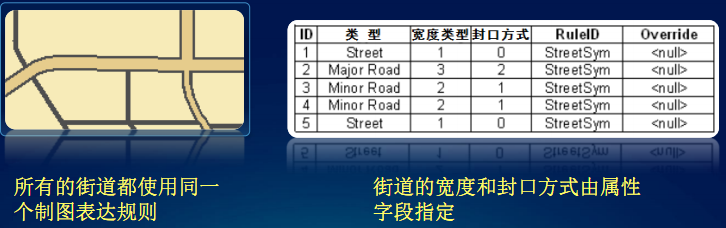 ID 类 型 宽度类型 封口方式 RuleID Override
1 Street 1 0 StreetSym <null>
2 Major Road 3 2 StreetSym <null>
3 Minor Road 2 1 StreetSym <null>
4 Minor Road 2 1 StreetSym <null>
5 Street 1 0 StreetSym <null>
所有的街道都使用同一
个制图表达规则
街道的宽度和封口方式由属性
字段指定